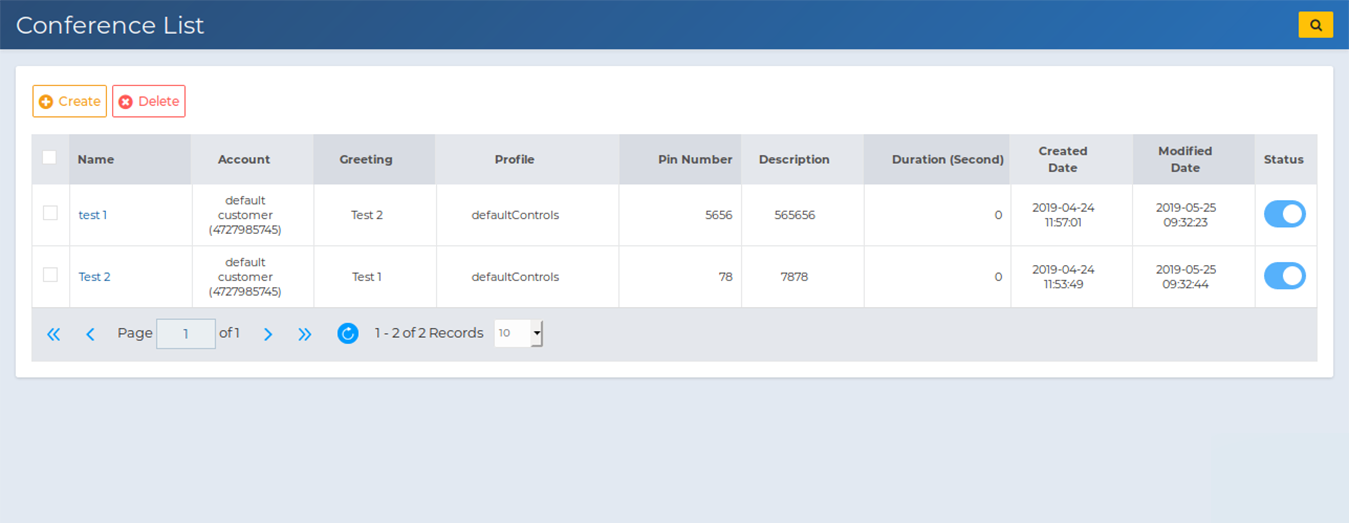 Conference List
Create Delete
Name Account Greeting Profile Pin Number Description Duration (Second) Created Date Modified Date Status
test 1 default customer (4727985745) Test 2 defaultControls 5656 565656 0 2019-04-24 11:57:01 2019-05-25 09:32:23
Test 2 default customer (4727985745) Test 1 defaultControls 78 7878 0 2019-04-24 11:53:49 2019-05-25 09:32:44
Page 1 of 1 1 - 2 of 2 Records 10